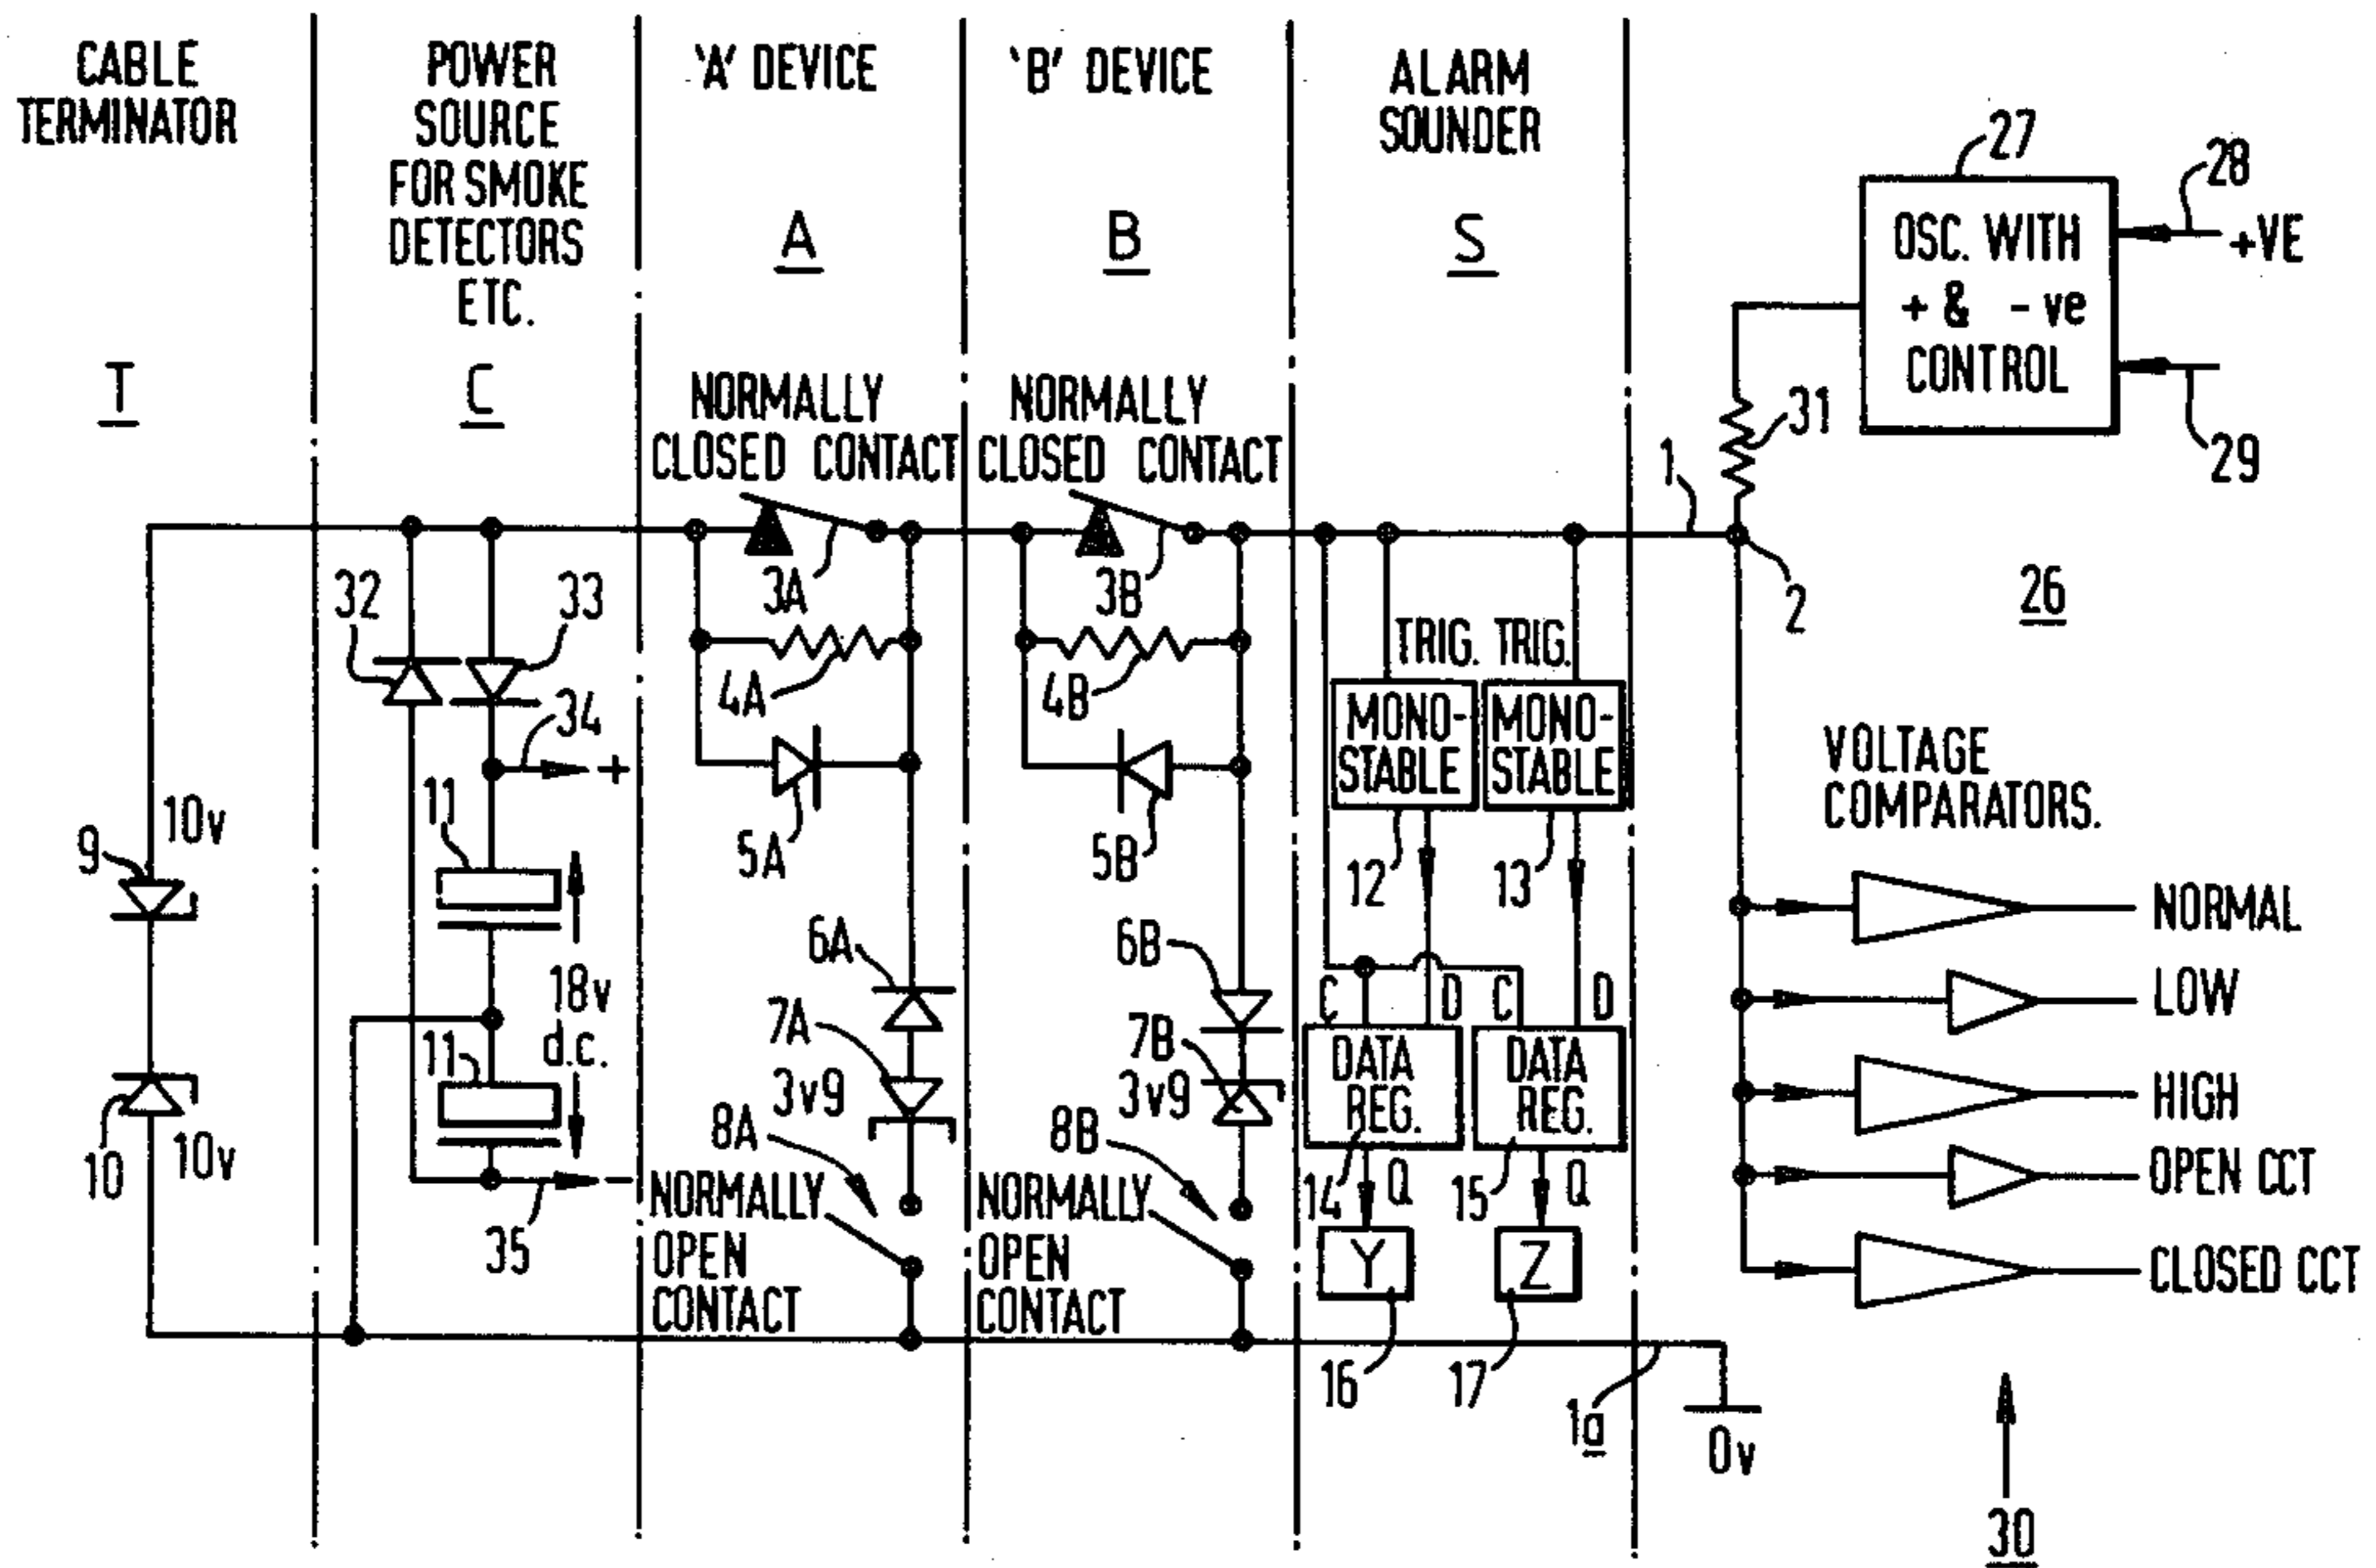 CABLE
TERMINATOR
T
POWER
SOURCE
FOR SMOKE
DETECTORS
ETC.
C
'A' DEVICE
A
NORMALLY
CLOSED CONTACT
'B' DEVICE
B
NORMALLY
CLOSED CONTACT
ALARM
SOUNDER
S
27
28
OSC. WITH
+ & - ve
CONTROL
+VE
29
31
1
2
26
3A
3B
32
33
34
+
4A
4B
5A
5B
TRIG. TRIG.
MONO-
STABLE
MONO-
STABLE
12
13
VOLTAGE
COMPARATORS.
NORMAL
LOW
HIGH
OPEN CCT
CLOSED CCT
9
10v
10
10v
11
18v
d.c.
11
35
-
6A
7A
3v9
8A
NORMALLY
OPEN
CONTACT
6B
7B
3v9
8B
NORMALLY
OPEN
CONTACT
C D C D
DATA
REG.
DATA
REG.
14 Q 15 Q
Y Z
16 17
1a
0v
30